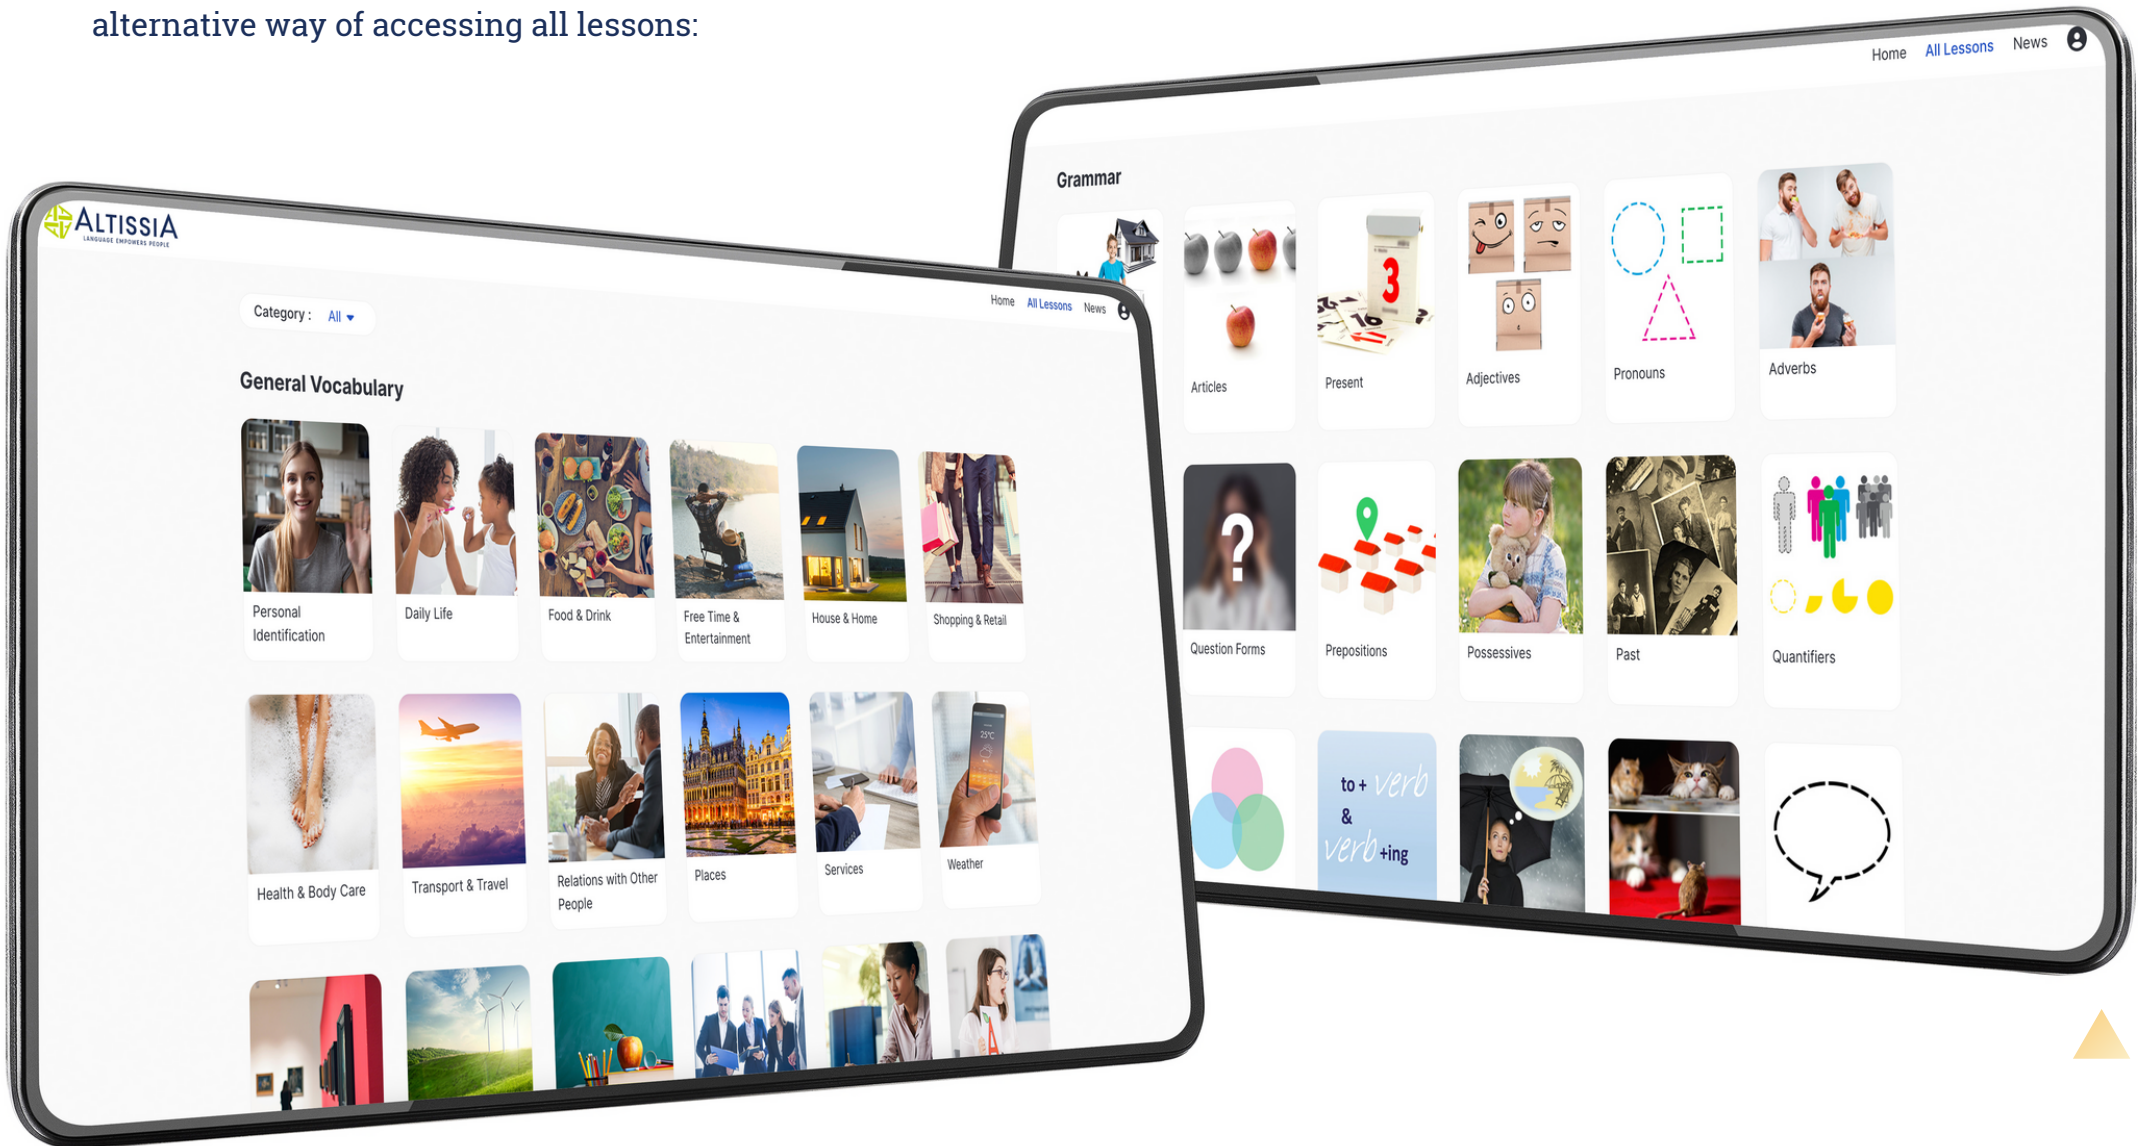 alternative way of accessing all lessons:
ALTISSIA
LANGUAGE EMPOWERS PEOPLE
Home All Lessons News
Category : All
General Vocabulary
Personal
Identification
Daily Life
Food & Drink
Free Time &
Entertainment
House & Home
Shopping & Retail
25°C
Health & Body Care
Transport & Travel
Relations with Other
People
Places
Services
Weather
Home All Lessons News
Grammar
3
Articles
Present
Adjectives
Pronouns
Adverbs
?
Question Forms
Prepositions
Possessives
Past
Quantifiers
to + verb
&
verb +ing